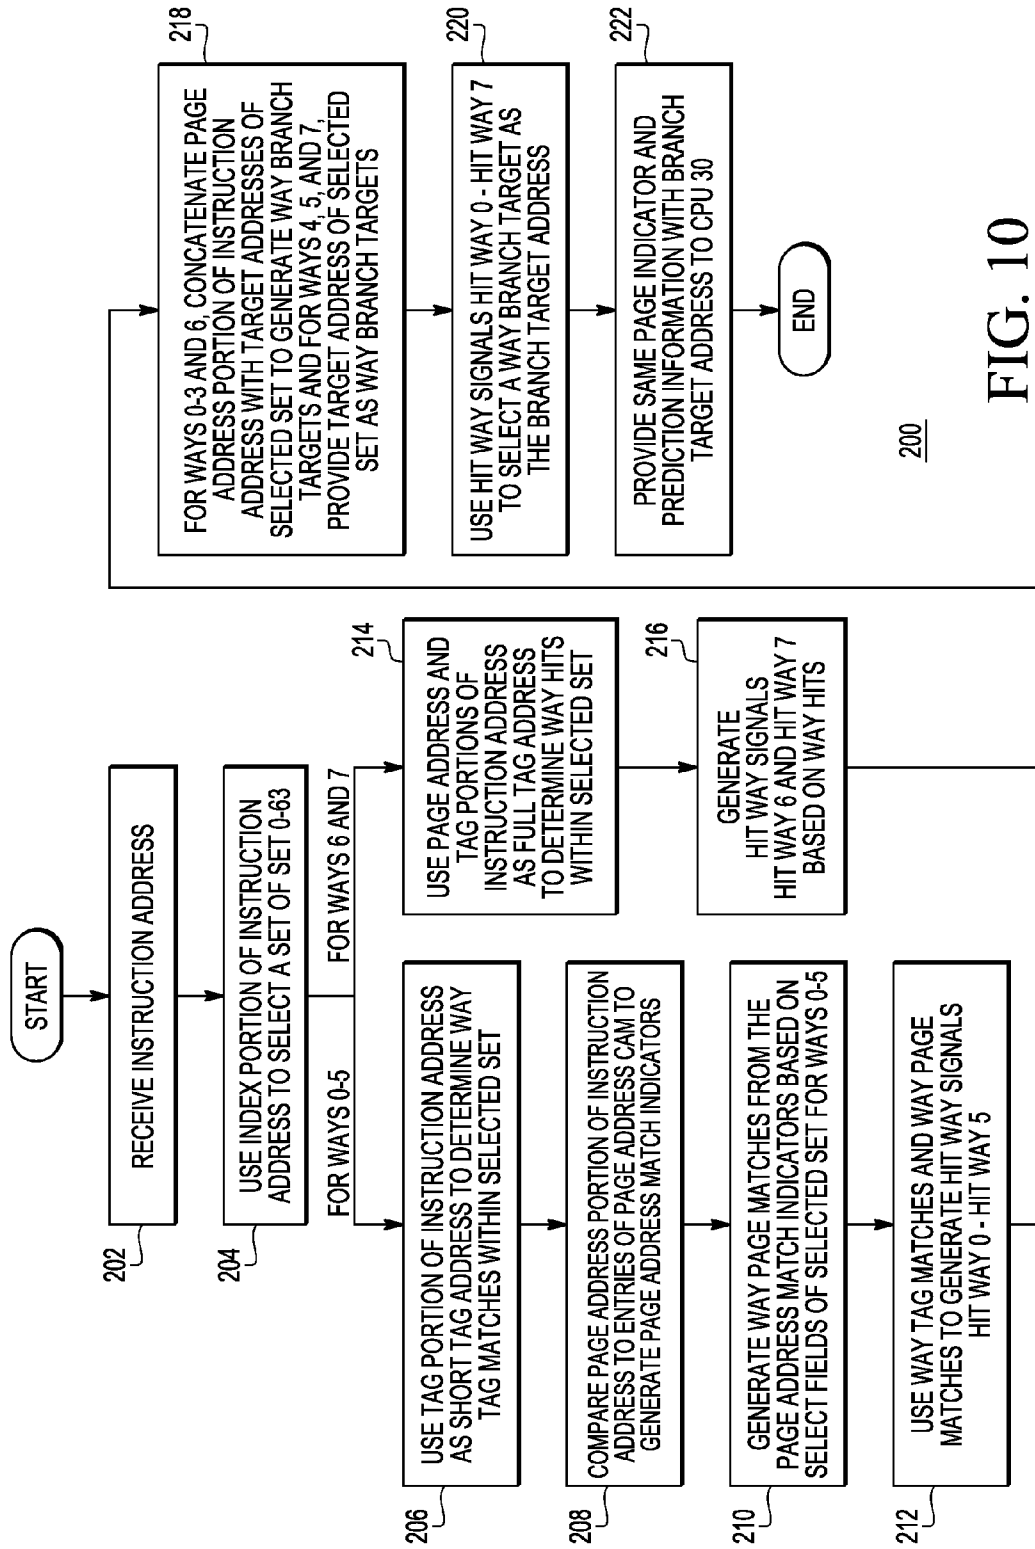 START
RECEIVE INSTRUCTION ADDRESS
202
USE INDEX PORTION OF INSTRUCTION
ADDRESS TO SELECT A SET OF SET 0-63
204
FOR WAYS 0-5
FOR WAYS 6 AND 7
USE TAG PORTION OF INSTRUCTION ADDRESS
AS SHORT TAG ADDRESS TO DETERMINE WAY
TAG MATCHES WITHIN SELECTED SET
206
COMPARE PAGE ADDRESS PORTION OF INSTRUCTION
ADDRESS TO ENTRIES OF PAGE ADDRESS CAM TO
GENERATE PAGE ADDRESS MATCH INDICATORS
208
GENERATE WAY PAGE MATCHES FROM THE
PAGE ADDRESS MATCH INDICATORS BASED ON
SELECT FIELDS OF SELECTED SET FOR WAYS 0-5
210
USE WAY TAG MATCHES AND WAY PAGE
MATCHES TO GENERATE HIT WAY SIGNALS
HIT WAY 0 - HIT WAY 5
212
214
USE PAGE ADDRESS AND
TAG PORTIONS OF
INSTRUCTION ADDRESS
AS FULL TAG ADDRESS
TO DETERMINE WAY HITS
WITHIN SELECTED SET
216
GENERATE
HIT WAY SIGNALS
HIT WAY 6 AND HIT WAY 7
BASED ON WAY HITS
218
FOR WAYS 0-3 AND 6, CONCATENATE PAGE
ADDRESS PORTION OF INSTRUCTION
ADDRESS WITH TARGET ADDRESSES OF
SELECTED SET TO GENERATE WAY BRANCH
TARGETS AND FOR WAYS 4, 5, AND 7,
PROVIDE TARGET ADDRESS OF SELECTED
SET AS WAY BRANCH TARGETS
220
USE HIT WAY SIGNALS HIT WAY 0 - HIT WAY 7
TO SELECT A WAY BRANCH TARGET AS
THE BRANCH TARGET ADDRESS
222
PROVIDE SAME PAGE INDICATOR AND
PREDICTION INFORMATION WITH BRANCH
TARGET ADDRESS TO CPU 30
END
200
FIG. 10